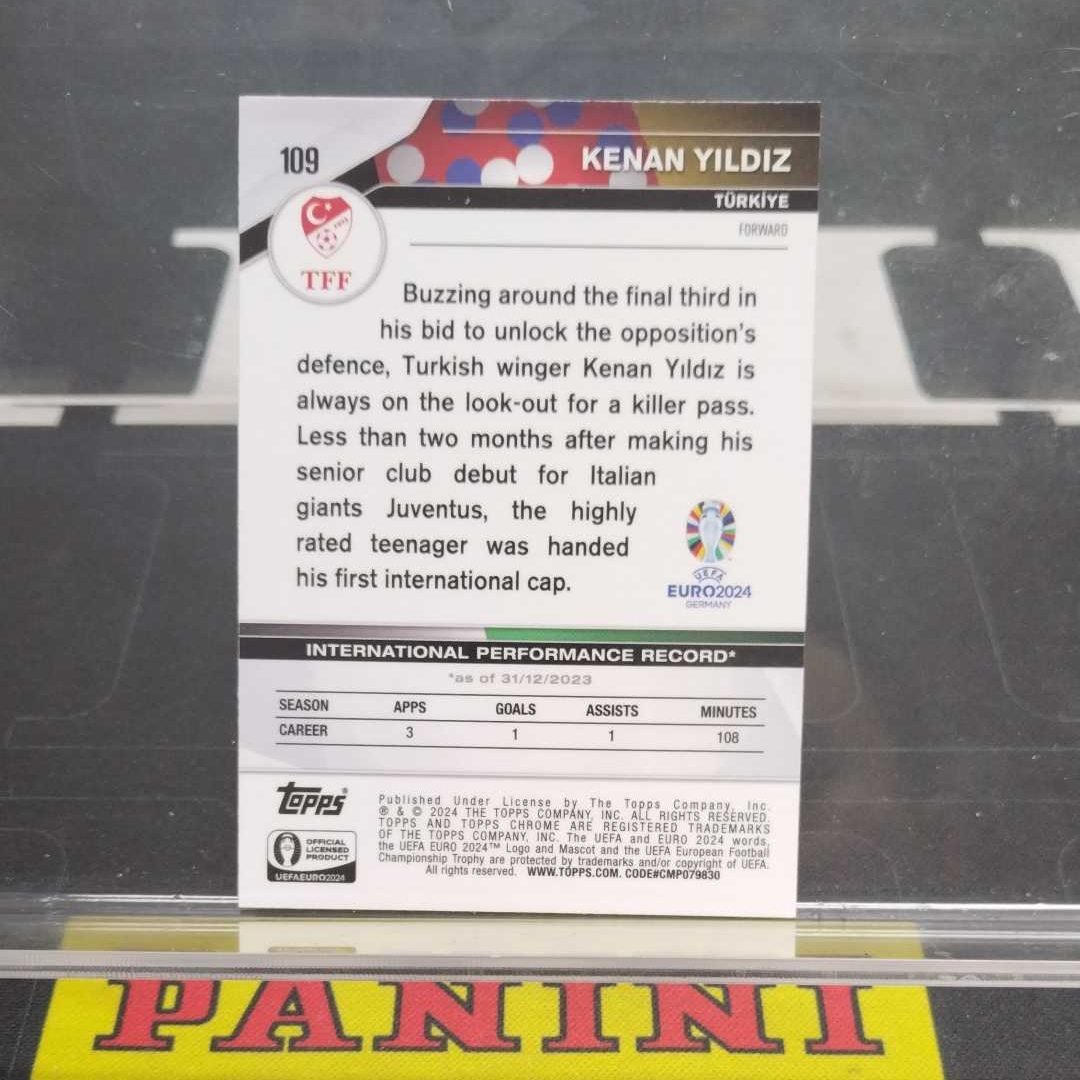 109
KENAN YILDIZ
TÜRKİYE
FORWARD
1923
TFF
Buzzing around the final third in
his bid to unlock the opposition's
defence, Turkish winger Kenan Yıldız is
always on the look-out for a killer pass.
Less than two months after making his
senior club debut for Italian
giants Juventus, the highly
rated teenager was handed
his first international cap.
UEFA
EURO2024
GERMANY
INTERNATIONAL PERFORMANCE RECORD*
*as of 31/12/2023
SEASON APPS GOALS ASSISTS MINUTES
CAREER 3 1 1 108
Topps®
OFFICIAL
LICENSED
PRODUCT
UEFAEURO2024
Published Under License by The Topps Company, Inc.
® & © 2024 THE TOPPS COMPANY, INC. ALL RIGHTS RESERVED.
TOPPS AND TOPPS CHROME ARE REGISTERED TRADEMARKS
OF THE TOPPS COMPANY, INC. The UEFA and EURO 2024 words,
the UEFA EURO 2024™ Logo and Mascot and the UEFA European Football
Championship Trophy are protected by trademarks and/or copyright of UEFA.
All rights reserved. WWW.TOPPS.COM. CODE#CMP079830
PANINI